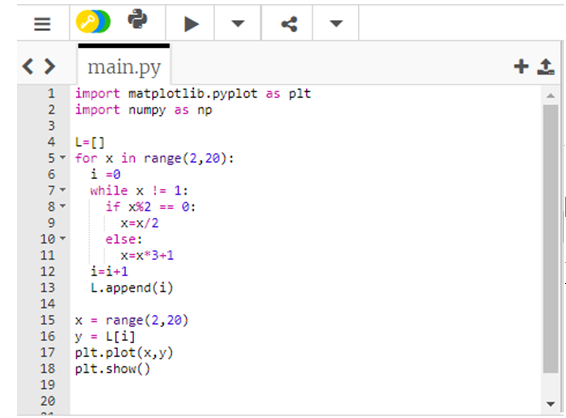 main.py
1 import matplotlib.pyplot as plt
2 import numpy as np
3
4 L=[]
5 for x in range(2,20):
6   i =0
7   while x != 1:
8     if x%2 == 0:
9       x=x/2
10     else:
11       x=x*3+1
12   i=i+1
13   L.append(i)
14
15 x = range(2,20)
16 y = L[i]
17 plt.plot(x,y)
18 plt.show()
19
20